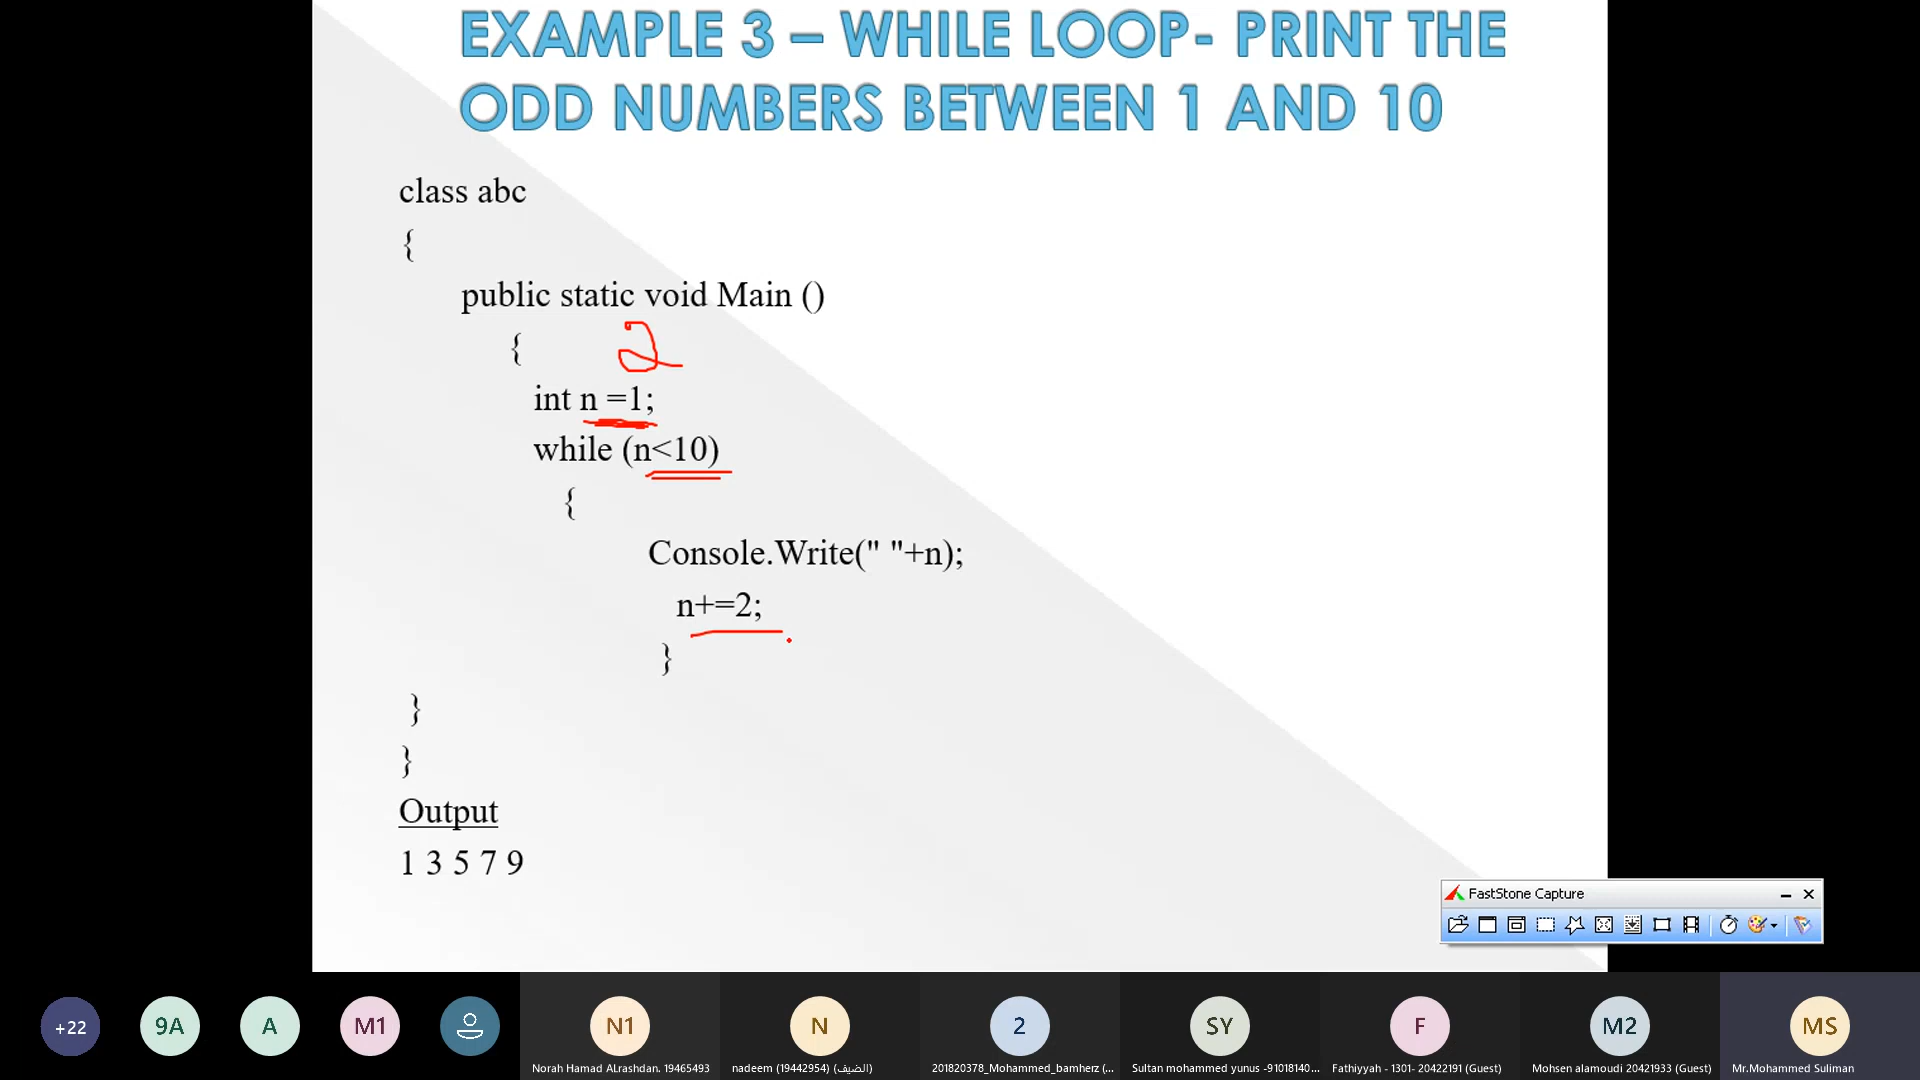 EXAMPLE 3 – WHILE LOOP- PRINT THE
ODD NUMBERS BETWEEN 1 AND 10
class abc
{
public static void Main ()
{
2
int n =1;
while (n<10)
{
Console.Write(" "+n);
n+=2;
}
}
}
Output
1 3 5 7 9
FastStone Capture
+22
9A
A
M1
N1
N
2
SY
F
M2
MS
Norah Hamad ALrashdan. 19465493
nadeem (19442954) (الضيف)
201820378_Mohammed_bamherz (...
Sultan mohammed yunus -91018140...
Fathiyyah - 1301- 20422191 (Guest)
Mohsen alamoudi 20421933 (Guest)
Mr.Mohammed Suliman